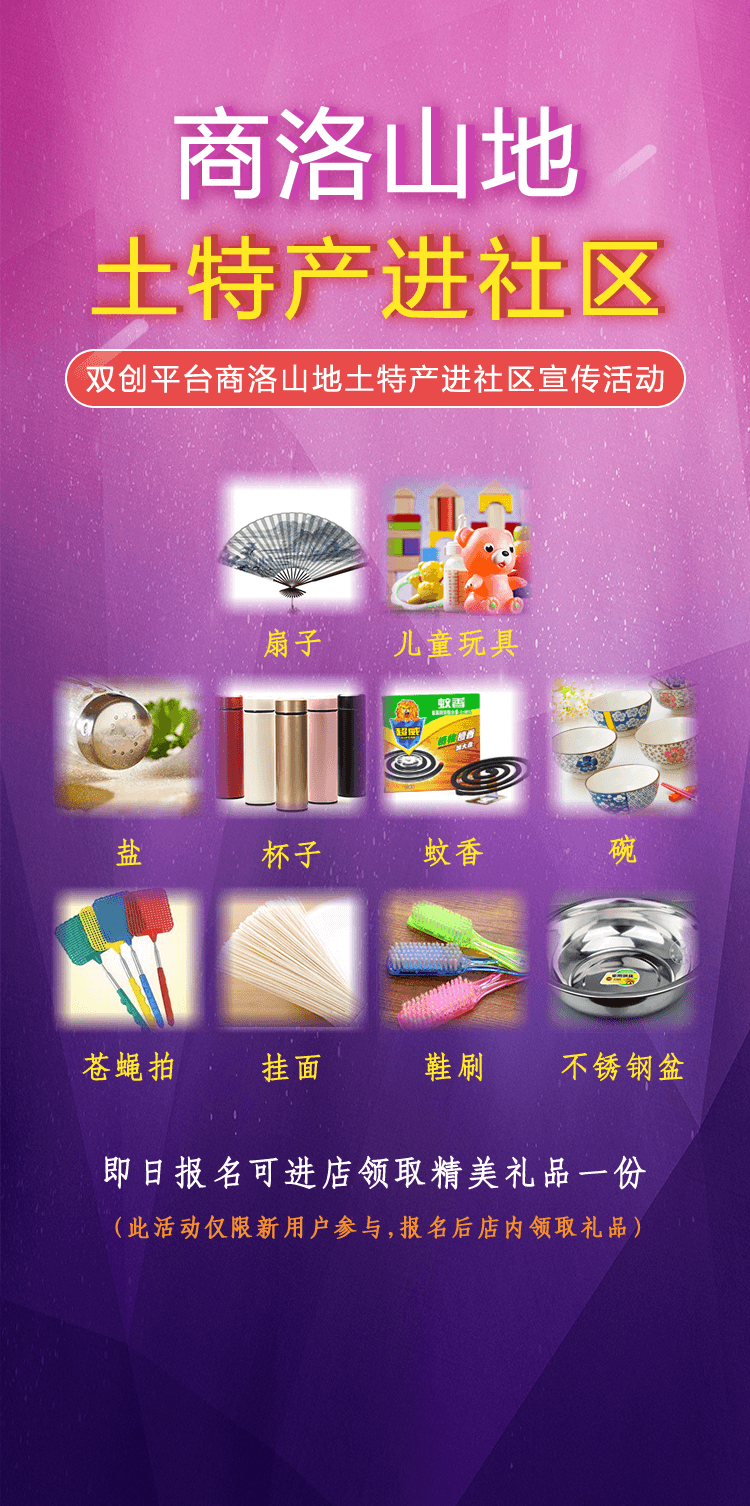 商洛山地
土特产进社区
双创平台商洛山地土特产进社区宣传活动
扇子
儿童玩具
蚊香
超威
盐
杯子
蚊香
碗
苍蝇拍
挂面
鞋刷
不锈钢盆
即日报名可进店领取精美礼品一份
（此活动仅限新用户参与,报名后店内领取礼品）